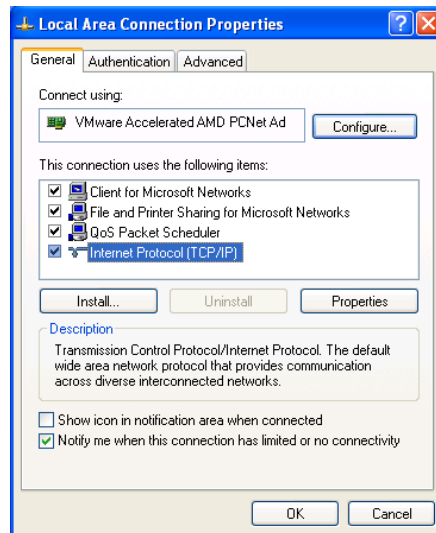 Local Area Connection Properties
General Authentication Advanced
Connect using:
VMware Accelerated AMD PCNet Ad Configure...
This connection uses the following items:
Client for Microsoft Networks
File and Printer Sharing for Microsoft Networks
QoS Packet Scheduler
Internet Protocol (TCP/IP)
Install... Uninstall Properties
Description
Transmission Control Protocol/Internet Protocol. The default
wide area network protocol that provides communication
across diverse interconnected networks.
Show icon in notification area when connected
Notify me when this connection has limited or no connectivity
OK Cancel